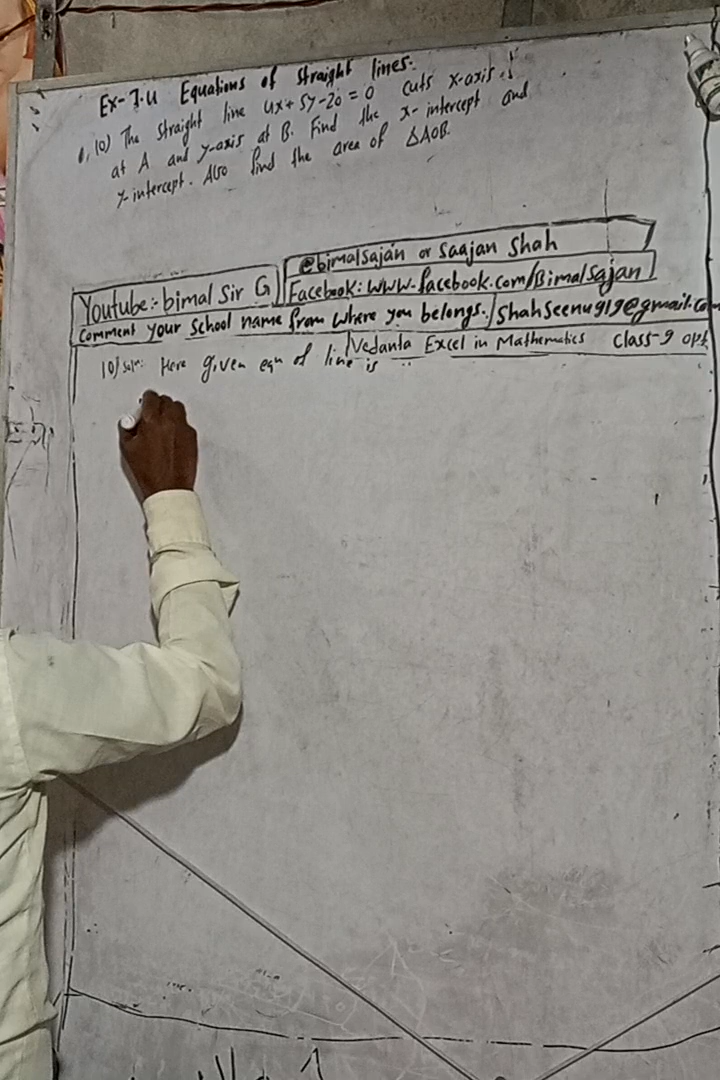 Ex-7.4 Equations of straight lines.
Q.10) The straight line 4x+5y-20=0 cuts x-axis
at A and y-axis at B. Find the x-intercept and
y-intercept. Also find the area of ΔAOB.
@bimalsajan or Saajan Shah
Youtube:- bimal Sir G
Facebook: www.facebook.com/Bimalsajan
Comment your School name from where you belongs.
Shahseenu919@gmail.co
Vedanta Excel in Mathematics Class-9 opt
10) Soln: Here given eqn of line is